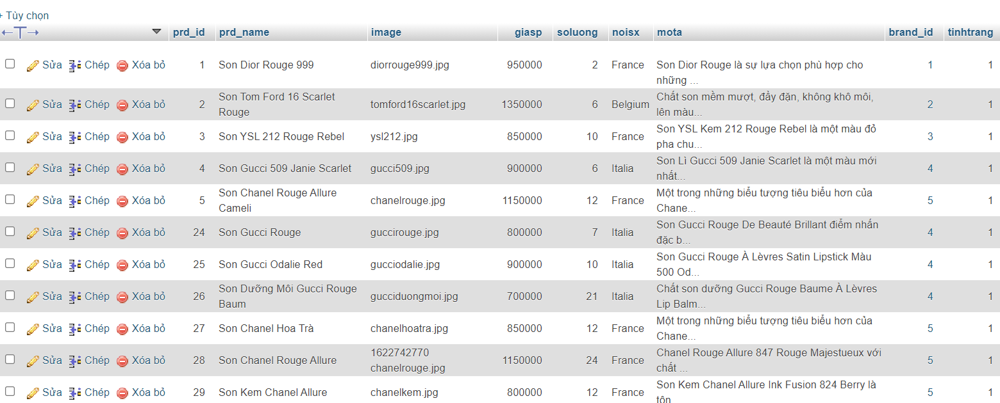 + Tùy chọn
←T→ prd_id prd_name image giasp soluong noisx mota brand_id tinhtrang
Sửa Chép Xóa bỏ 1 Son Dior Rouge 999 diorrouge999.jpg 950000 2 France Son Dior Rouge là sự lựa chọn phù hợp cho
những ... 1 1
Sửa Chép Xóa bỏ 2 Son Tom Ford 16 Scarlet
Rouge tomford16scarlet.jpg 1350000 6 Belgium Chất son mềm mượt, đầy đặn, không khô môi,
lên màu... 2 1
Sửa Chép Xóa bỏ 3 Son YSL 212 Rouge Rebel ysl212.jpg 850000 10 France Son YSL Kem 212 Rouge Rebel là một màu đỏ
pha chu... 3 1
Sửa Chép Xóa bỏ 4 Son Gucci 509 Janie Scarlet gucci509.jpg 900000 6 Italia Son Lì Gucci 509 Janie Scarlet là một màu mới
nhất... 4 1
Sửa Chép Xóa bỏ 5 Son Chanel Rouge Allure
Cameli chanelrouge.jpg 1150000 12 France Một trong những biểu tượng tiêu biểu hơn của
Chane... 5 1
Sửa Chép Xóa bỏ 24 Son Gucci Rouge guccirouge.jpg 800000 7 Italia Son Gucci Rouge De Beauté Brillant điểm nhấn
đặc b... 4 1
Sửa Chép Xóa bỏ 25 Son Gucci Odalie Red gucciodalie.jpg 900000 10 Italia Son Gucci Rouge À Lèvres Satin Lipstick Màu
500 Od... 4 1
Sửa Chép Xóa bỏ 26 Son Dưỡng Môi Gucci Rouge
Baum gucciduongmoi.jpg 700000 21 Italia Chất son dưỡng Gucci Rouge Baume À Lèvres
Lip Balm... 4 1
Sửa Chép Xóa bỏ 27 Son Chanel Hoa Trà chanelhoatra.jpg 850000 12 France Một trong những biểu tượng tiêu biểu hơn của
Chane... 5 1
Sửa Chép Xóa bỏ 28 Son Chanel Rouge Allure 1622742770
chanelrouge.jpg 1150000 24 France Chanel Rouge Allure 847 Rouge Majestueux với
chất ... 5 1
Sửa Chép Xóa bỏ 29 Son Kem Chanel Allure chanelkem.jpg 800000 12 France Son Kem Chanel Allure Ink Fusion 824 Berry là
tôn 5 1